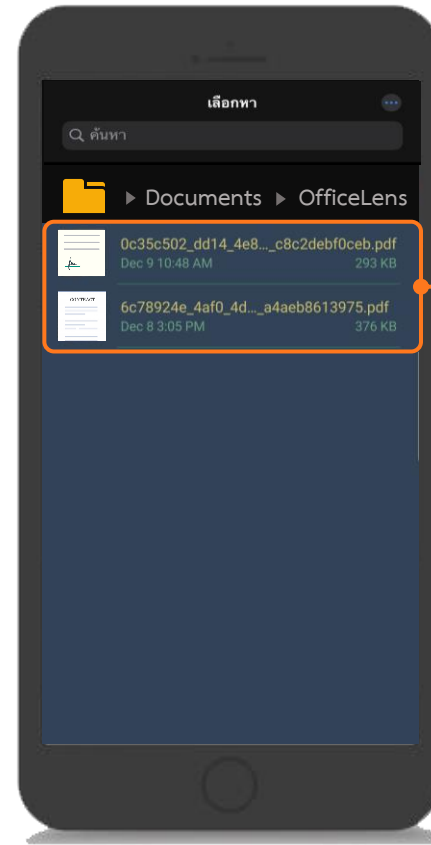 เลือกหา
ค้นหา
Documents OfficeLens
0c35c502_dd14_4e8..._c8c2debf0ceb.pdf
Dec 9 10:48 AM 293 KB
CONTRACT
6c78924e_4af0_4d..._a4aeb8613975.pdf
Dec 8 3:05 PM 376 KB